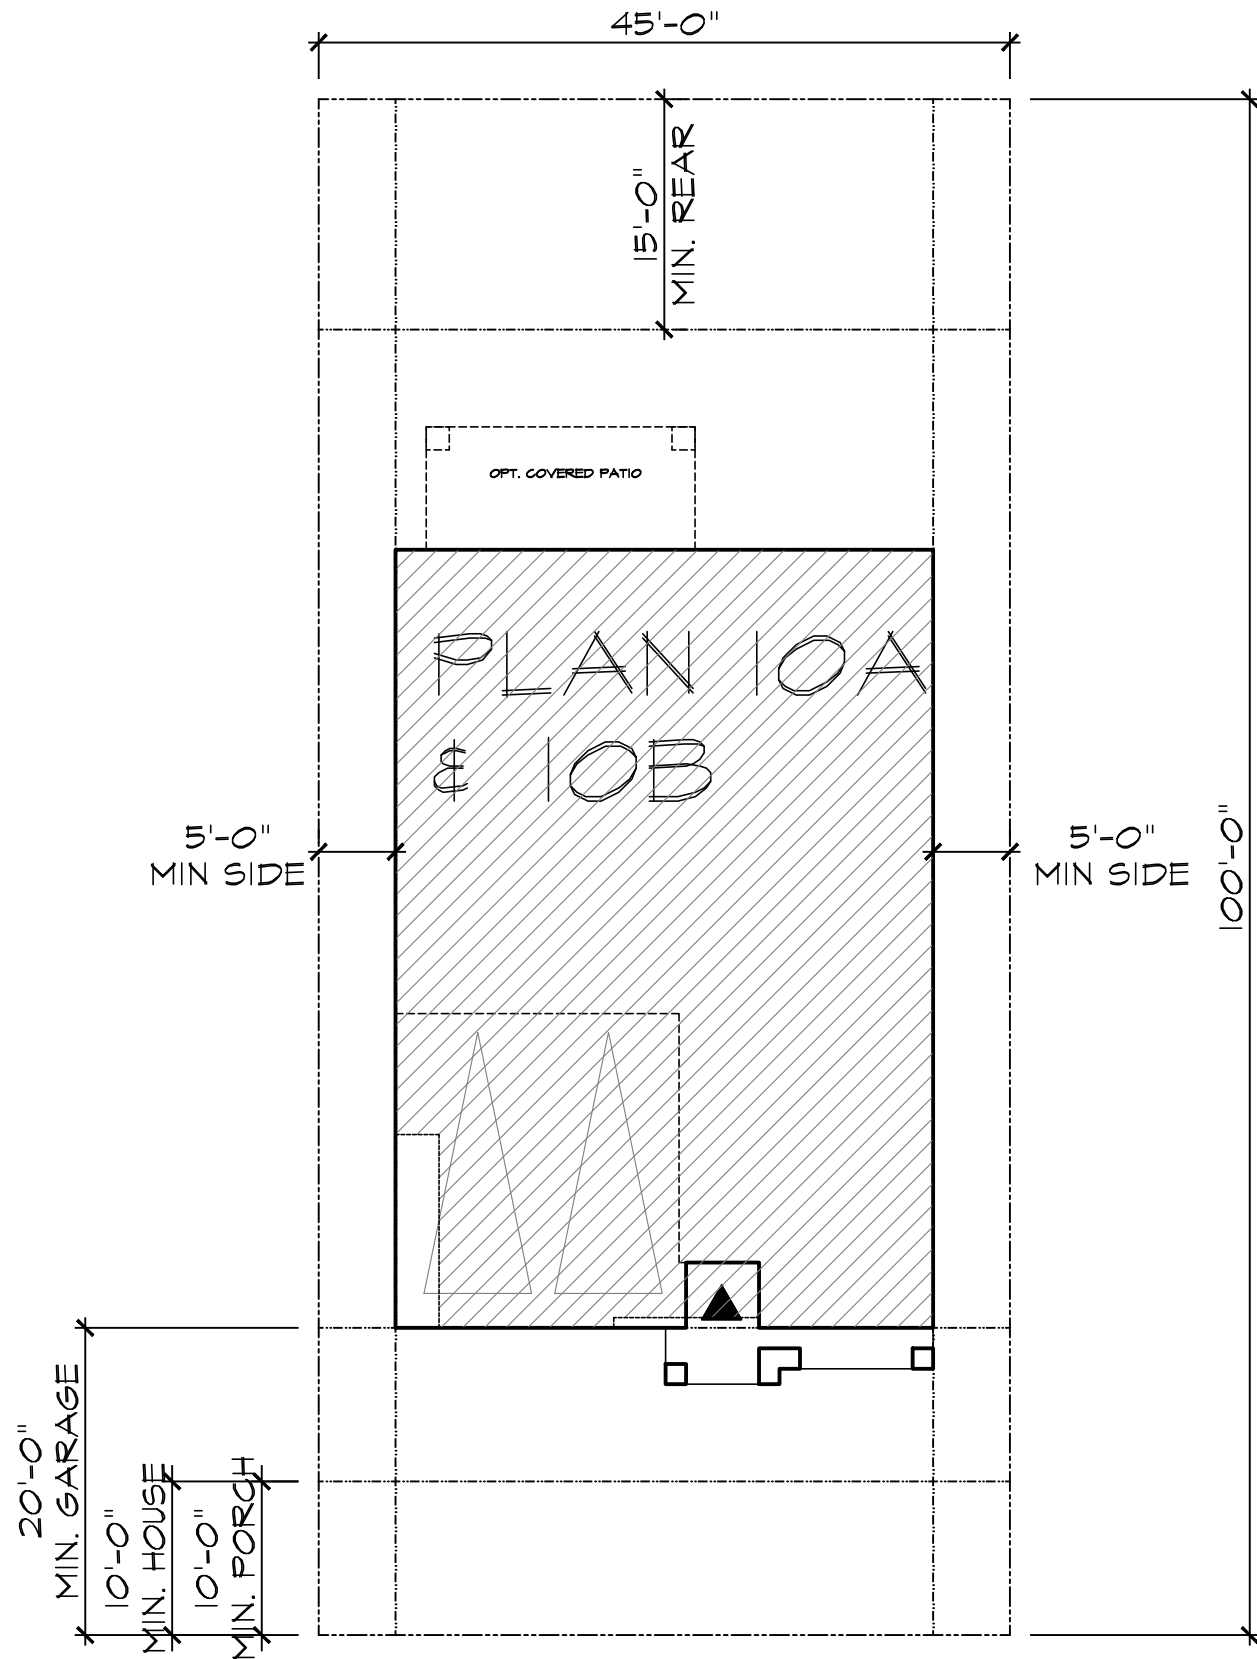 45'-0"
15'-0"
MIN. REAR
OPT. COVERED PATIO
PLAN 10A
& 10B
5'-0"
MIN SIDE
5'-0"
MIN SIDE
100'-0"
20'-0"
MIN. GARAGE
10'-0"
MIN. HOUSE
10'-0"
MIN. PORCH